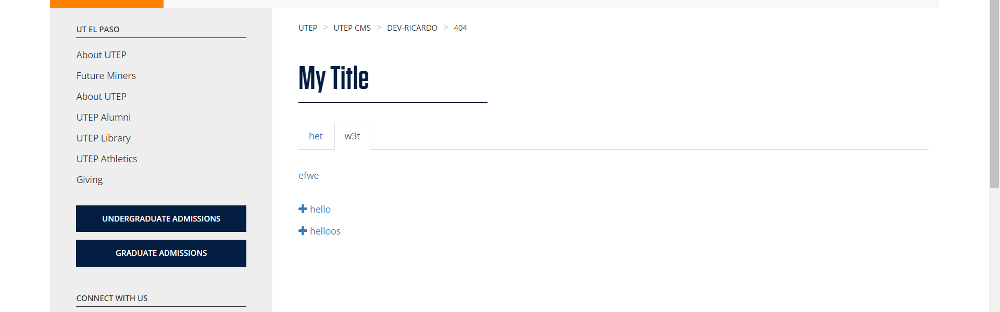 UT EL PASO
About UTEP
Future Miners
About UTEP
UTEP Alumni
UTEP Library
UTEP Athletics
Giving
UNDERGRADUATE ADMISSIONS
GRADUATE ADMISSIONS
CONNECT WITH US
UTEP > UTEP CMS > DEV-RICARDO > 404
My Title
het w3t
efwe
hello
helloos